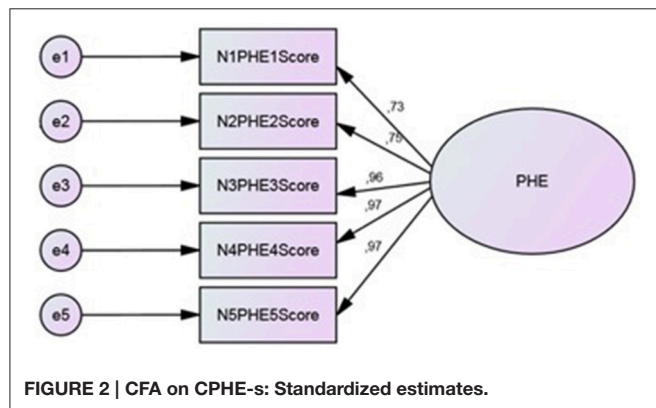 e1
N1PHE1Score
,73
e2
N2PHE2Score
,75
e3
N3PHE3Score
,96
PHE
,97
e4
N4PHE4Score
,97
e5
N5PHE5Score
FIGURE 2 | CFA on CPHE-s: Standardized estimates.